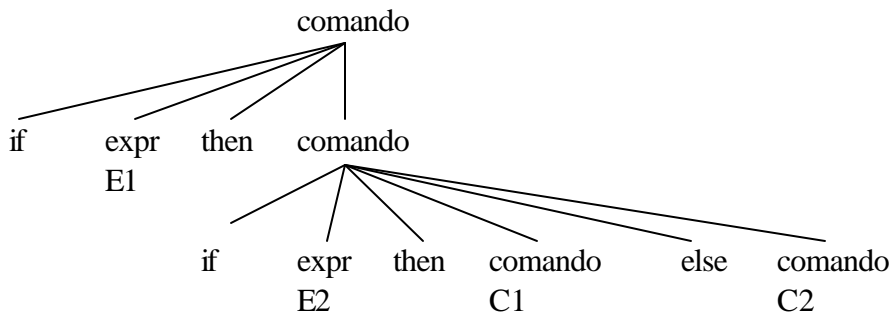 comando
if expr then comando
E1
if expr then comando else comando
E2 C1 C2